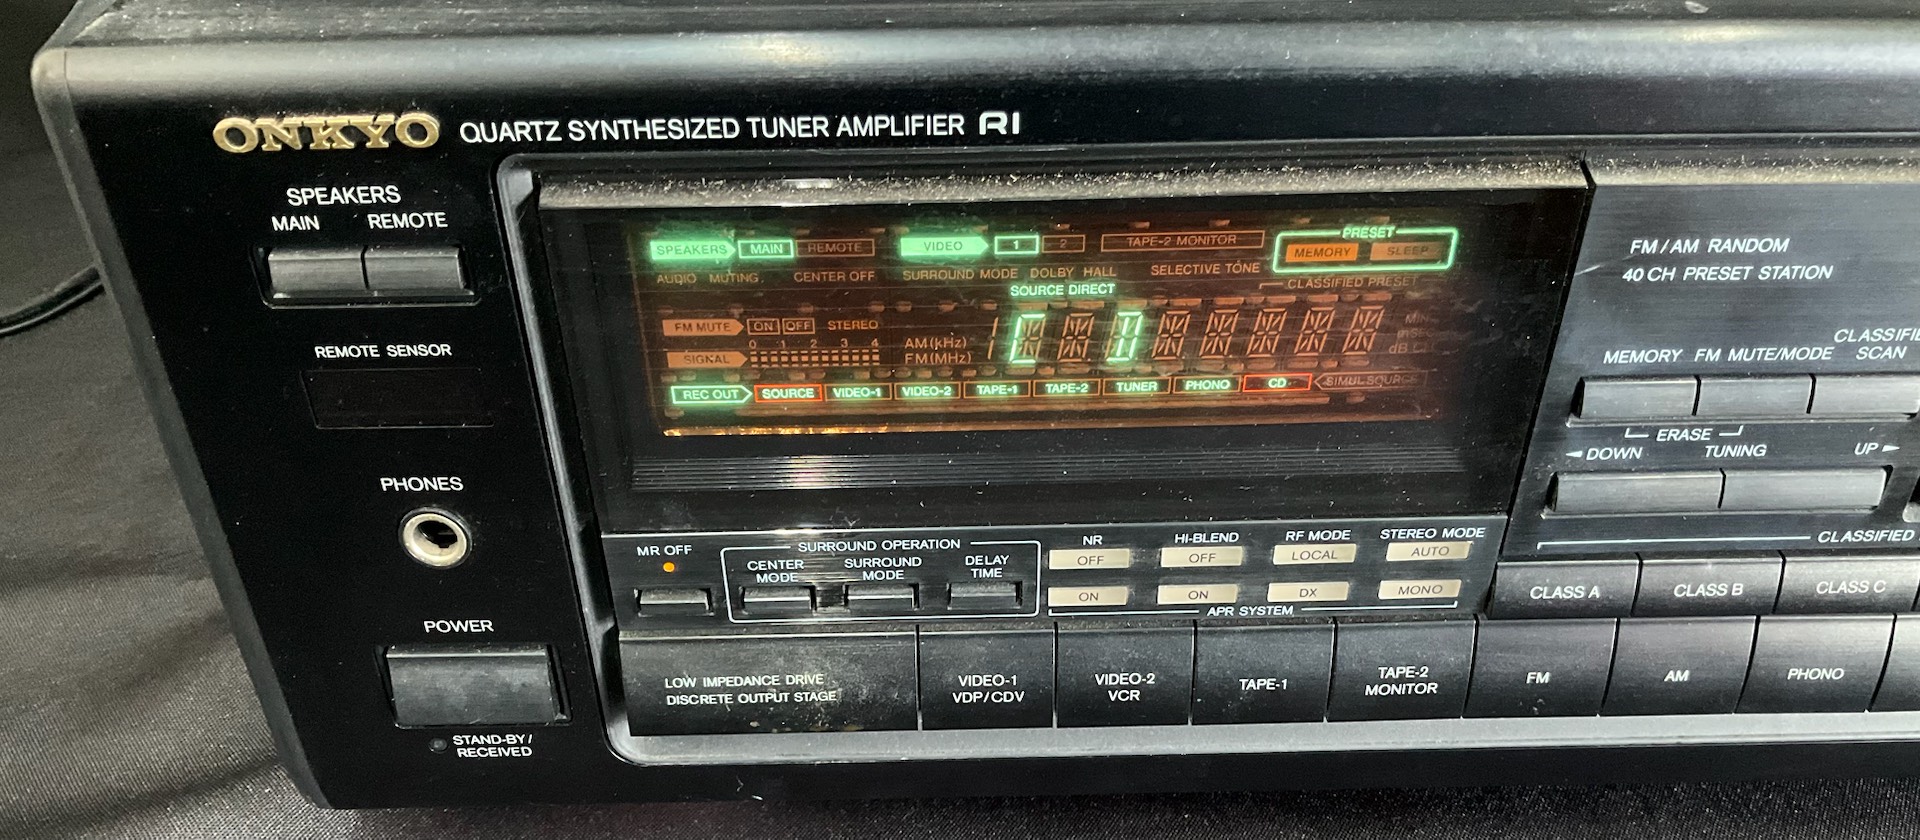 ONKYO QUARTZ SYNTHESIZED TUNER AMPLIFIER RI
SPEAKERS
MAIN REMOTE
REMOTE SENSOR
PHONES
POWER
STAND-BY/
RECEIVED
SPEAKERS MAIN REMOTE VIDEO 1 2 TAPE-2 MONITOR PRESET
MEMORY SLEEP
AUDIO MUTING CENTER OFF SURROUND MODE DOLBY HALL SELECTIVE TONE CLASSIFIED PRESET
SOURCE DIRECT
FM MUTE ON OFF STEREO
0 1 2 3 4
SIGNAL
AM(kHz)
FM(MHz)
C D
REC OUT SOURCE VIDEO-1 VIDEO-2 TAPE-1 TAPE-2 TUNER PHONO CD SIMUL SOURCE
MR OFF
SURROUND OPERATION
CENTER
MODE
SURROUND
MODE
DELAY
TIME
NR HI-BLEND RF MODE STEREO MODE
OFF OFF LOCAL AUTO
ON ON DX MONO
APR SYSTEM
LOW IMPEDANCE DRIVE
DISCRETE OUTPUT STAGE
VIDEO-1
VDP/CDV
VIDEO-2
VCR
TAPE-1
TAPE-2
MONITOR
FM
AM
PHONO
FM/AM RANDOM
40 CH PRESET STATION
MEMORY FM MUTE/MODE
CLASSIFIE
SCAN
ERASE
DOWN TUNING UP
CLASSIFIED
CLASS A CLASS B CLASS C